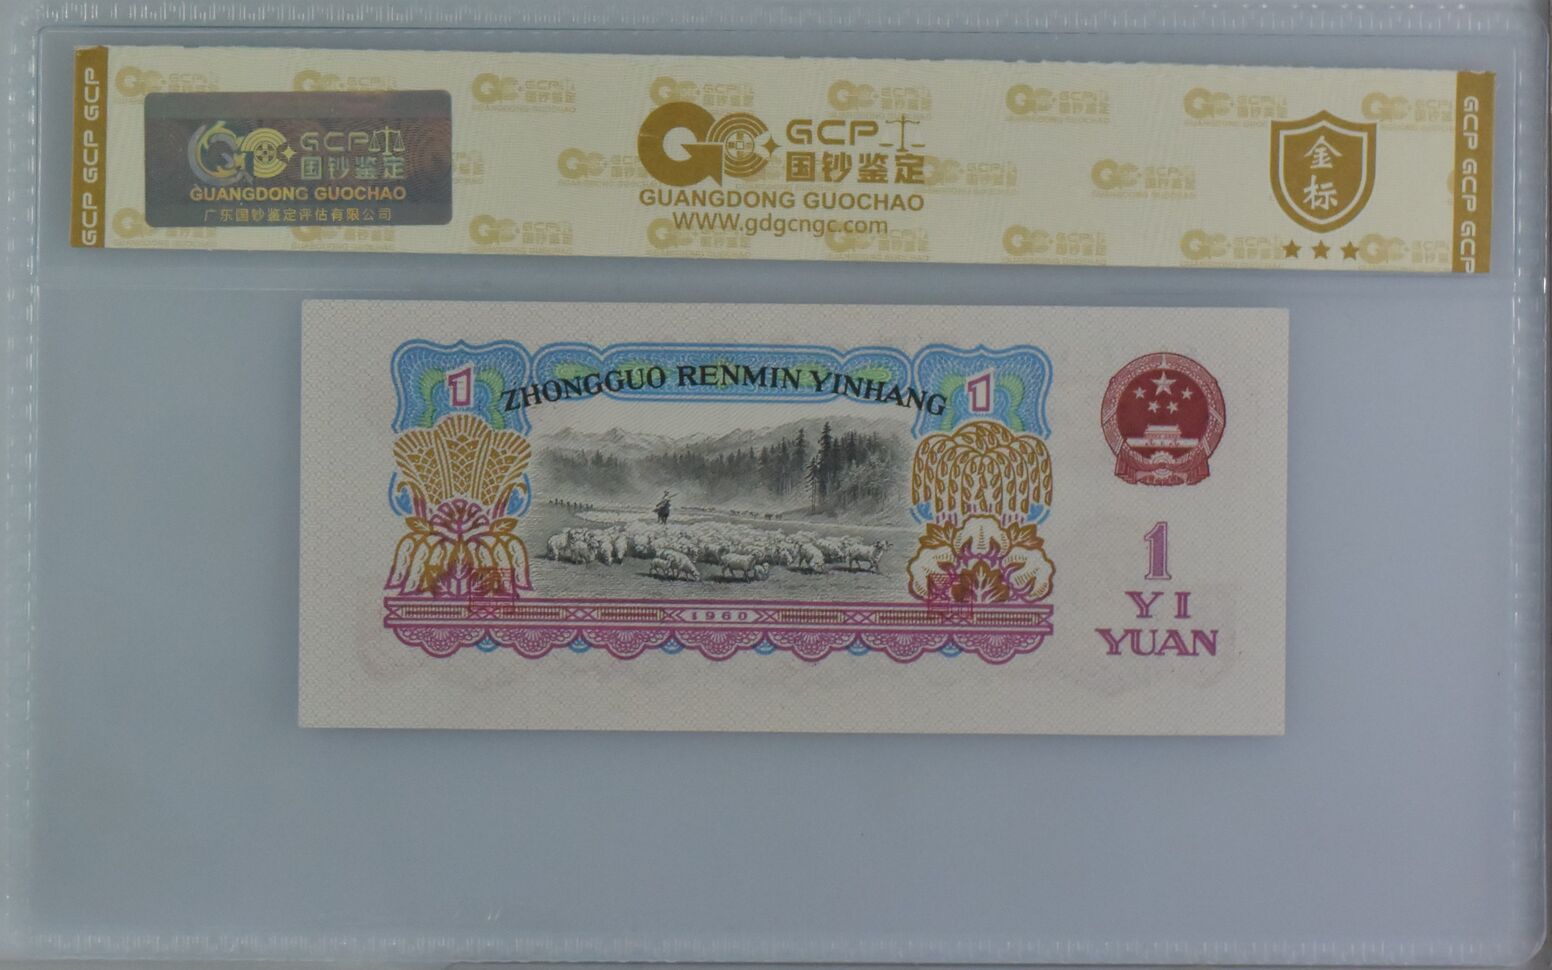 GCP GCP GCP
GCP
国钞鉴定
GUANGDONG GUOCHAO
广东国钞鉴定评估有限公司
GCP
国钞鉴定
GUANGDONG GUOCHAO
WWW.gdgcngc.com
金
标
GCP GCP GCP
1
ZHONGGUO RENMIN YINHANG
1
1960
1
YI
YUAN